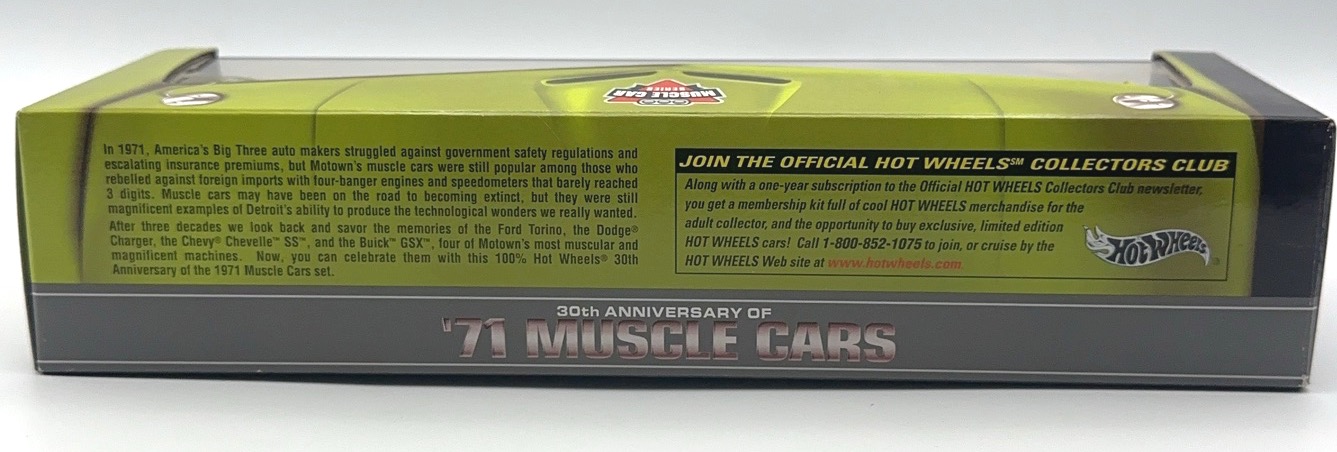 MUSCLE CAR
SERIES
In 1971, America's Big Three auto makers struggled against government safety regulations and
escalating insurance premiums, but Motown's muscle cars were still popular among those who
rebelled against foreign imports with four-banger engines and speedometers that barely reached
3 digits. Muscle cars may have been on the road to becoming extinct, but they were still
magnificent examples of Detroit's ability to produce the technological wonders we really wanted.
After three decades we look back and savor the memories of the Ford Torino, the Dodge®
Charger, the Chevy® Chevelle™ SS™, and the Buick™ GSX™, four of Motown's most muscular and
magnificent machines. Now, you can celebrate them with this 100% Hot Wheels® 30th
Anniversary of the 1971 Muscle Cars set.
JOIN THE OFFICIAL HOT WHEELS℠ COLLECTORS CLUB
Along with a one-year subscription to the Official HOT WHEELS Collectors Club newsletter,
you get a membership kit full of cool HOT WHEELS merchandise for the
adult collector, and the opportunity to buy exclusive, limited edition
HOT WHEELS cars! Call 1-800-852-1075 to join, or cruise by the
HOT WHEELS Web site at www.hotwheels.com.
HOT WHEELS®
30th ANNIVERSARY OF
'71 MUSCLE CARS